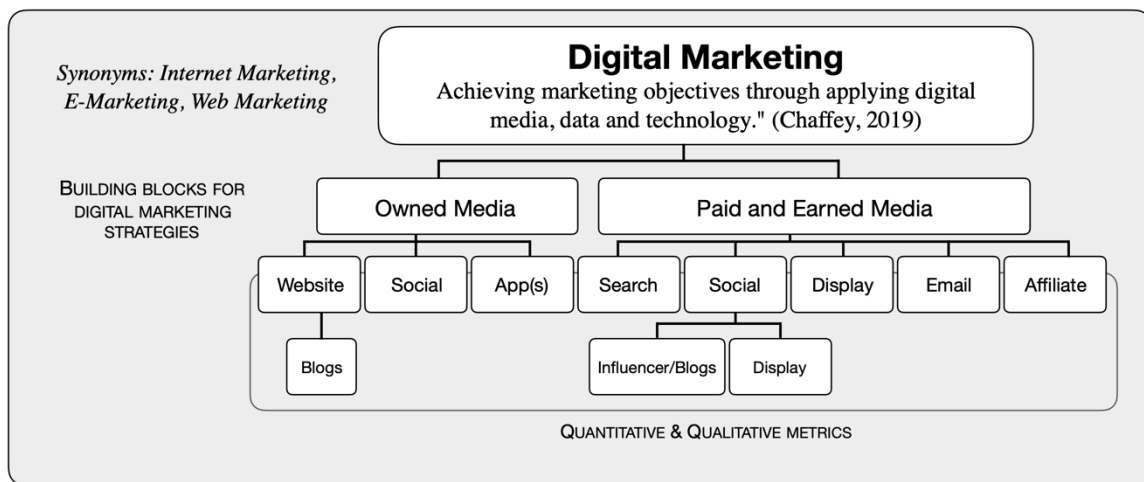 Digital Marketing
Synonyms: Internet Marketing,
E-Marketing, Web Marketing
Achieving marketing objectives through applying digital
media, data and technology." (Chaffey, 2019)
BUILDING BLOCKS FOR
DIGITAL MARKETING
STRATEGIES
Owned Media
Paid and Earned Media
Website
Social
App(s)
Search
Social
Display
Email
Affiliate
Blogs
Influencer/Blogs
Display
QUANTITATIVE & QUALITATIVE METRICS